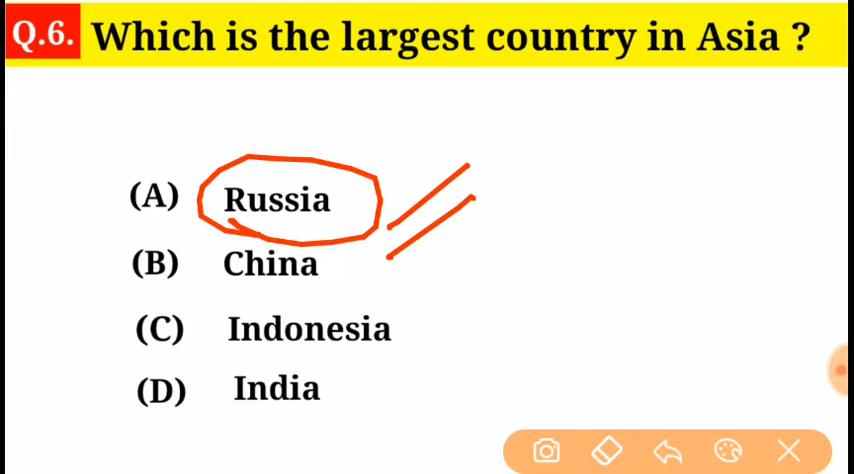 Q.6. Which is the largest country in Asia ?
(A) Russia
(B) China
(C) Indonesia
(D) India